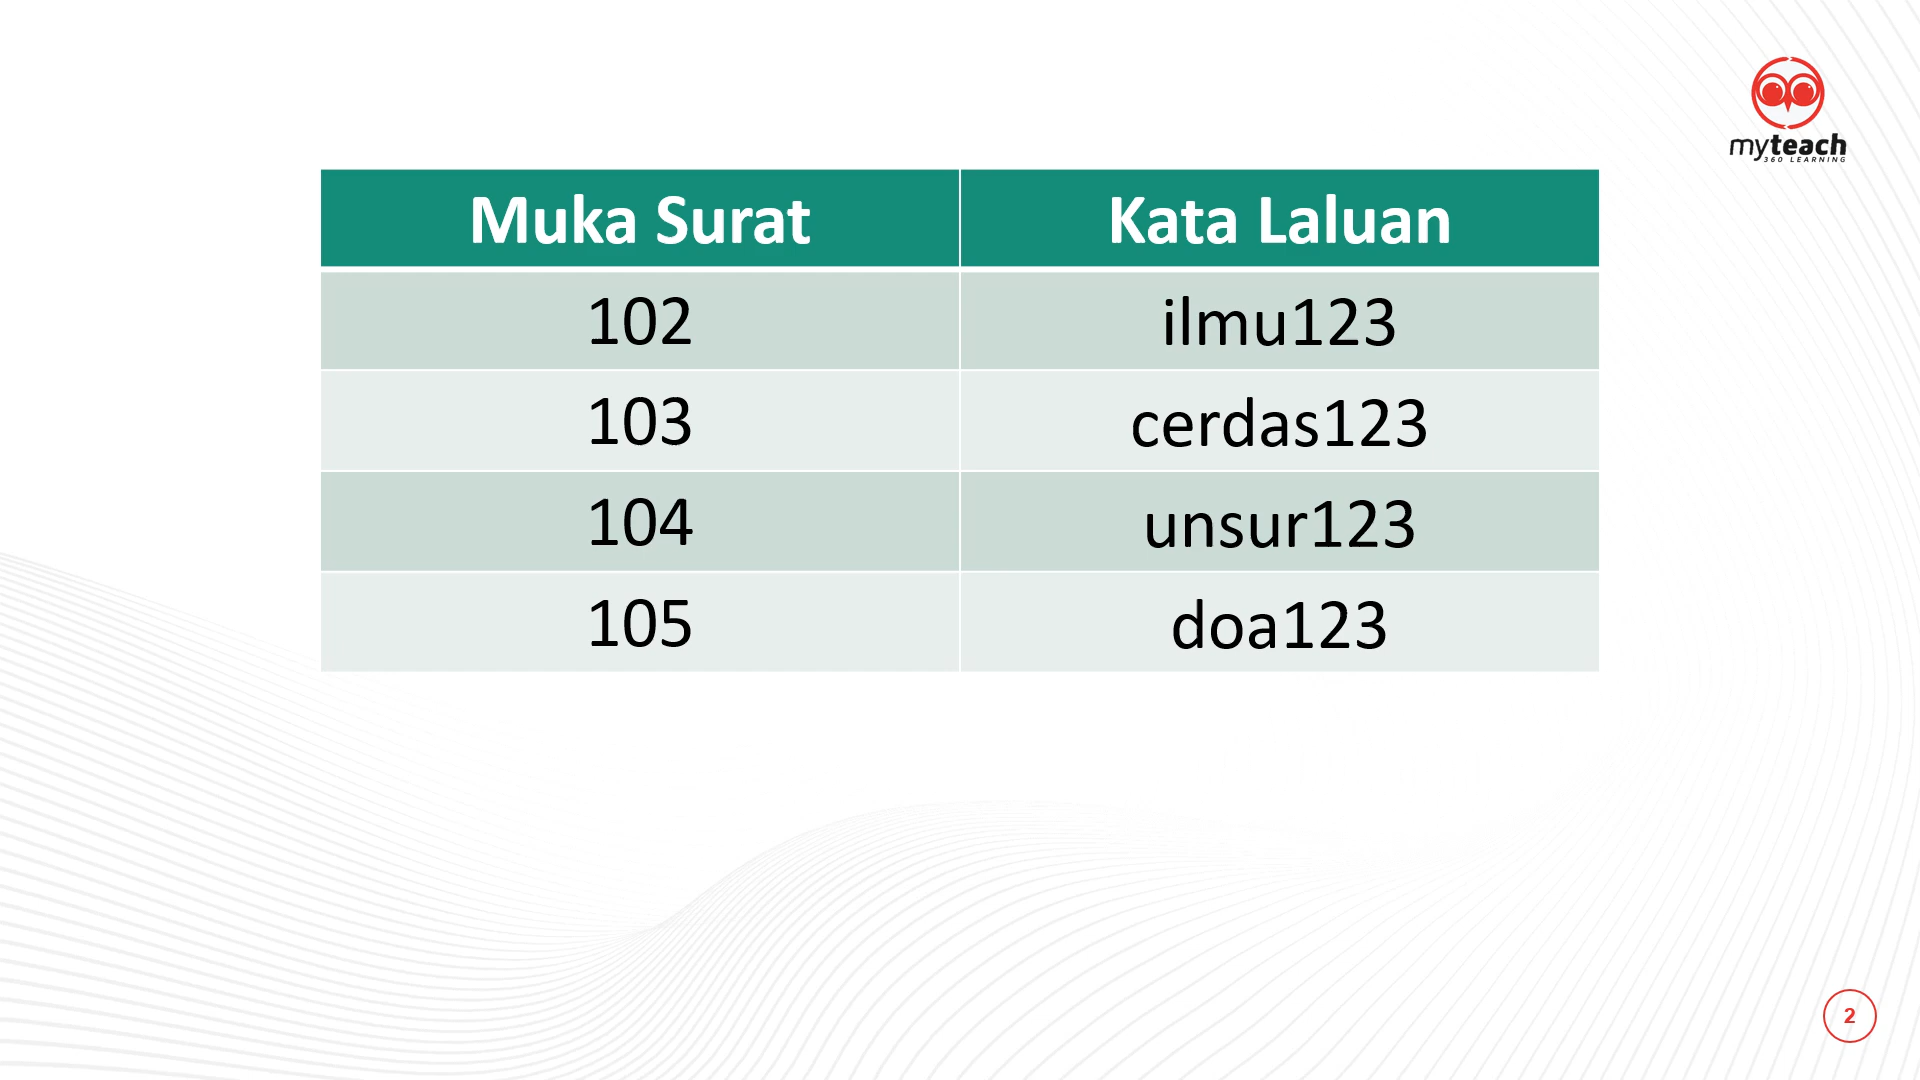 myteach
360 LEARNING
Muka Surat Kata Laluan
102 ilmu123
103 cerdas123
104 unsur123
105 doa123
2